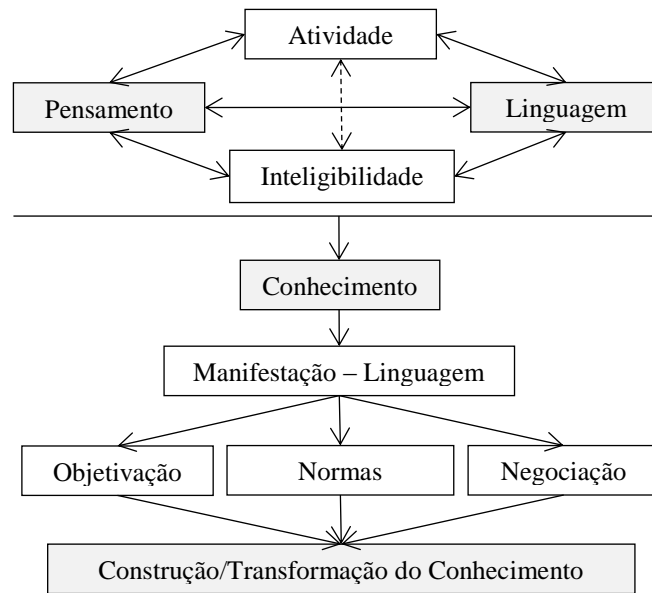 Atividade
Pensamento
Linguagem
Inteligibilidade
Conhecimento
Manifestação – Linguagem
Objetivação
Normas
Negociação
Construção/Transformação do Conhecimento